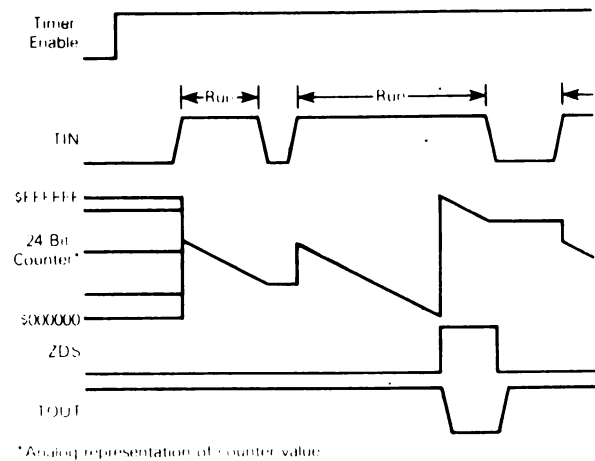 Timer
Enable
Run
Run
TIN
$FFFFFF
24 Bit
Counter*
$000000
ZDS
TOUT
*Analog representation of counter value